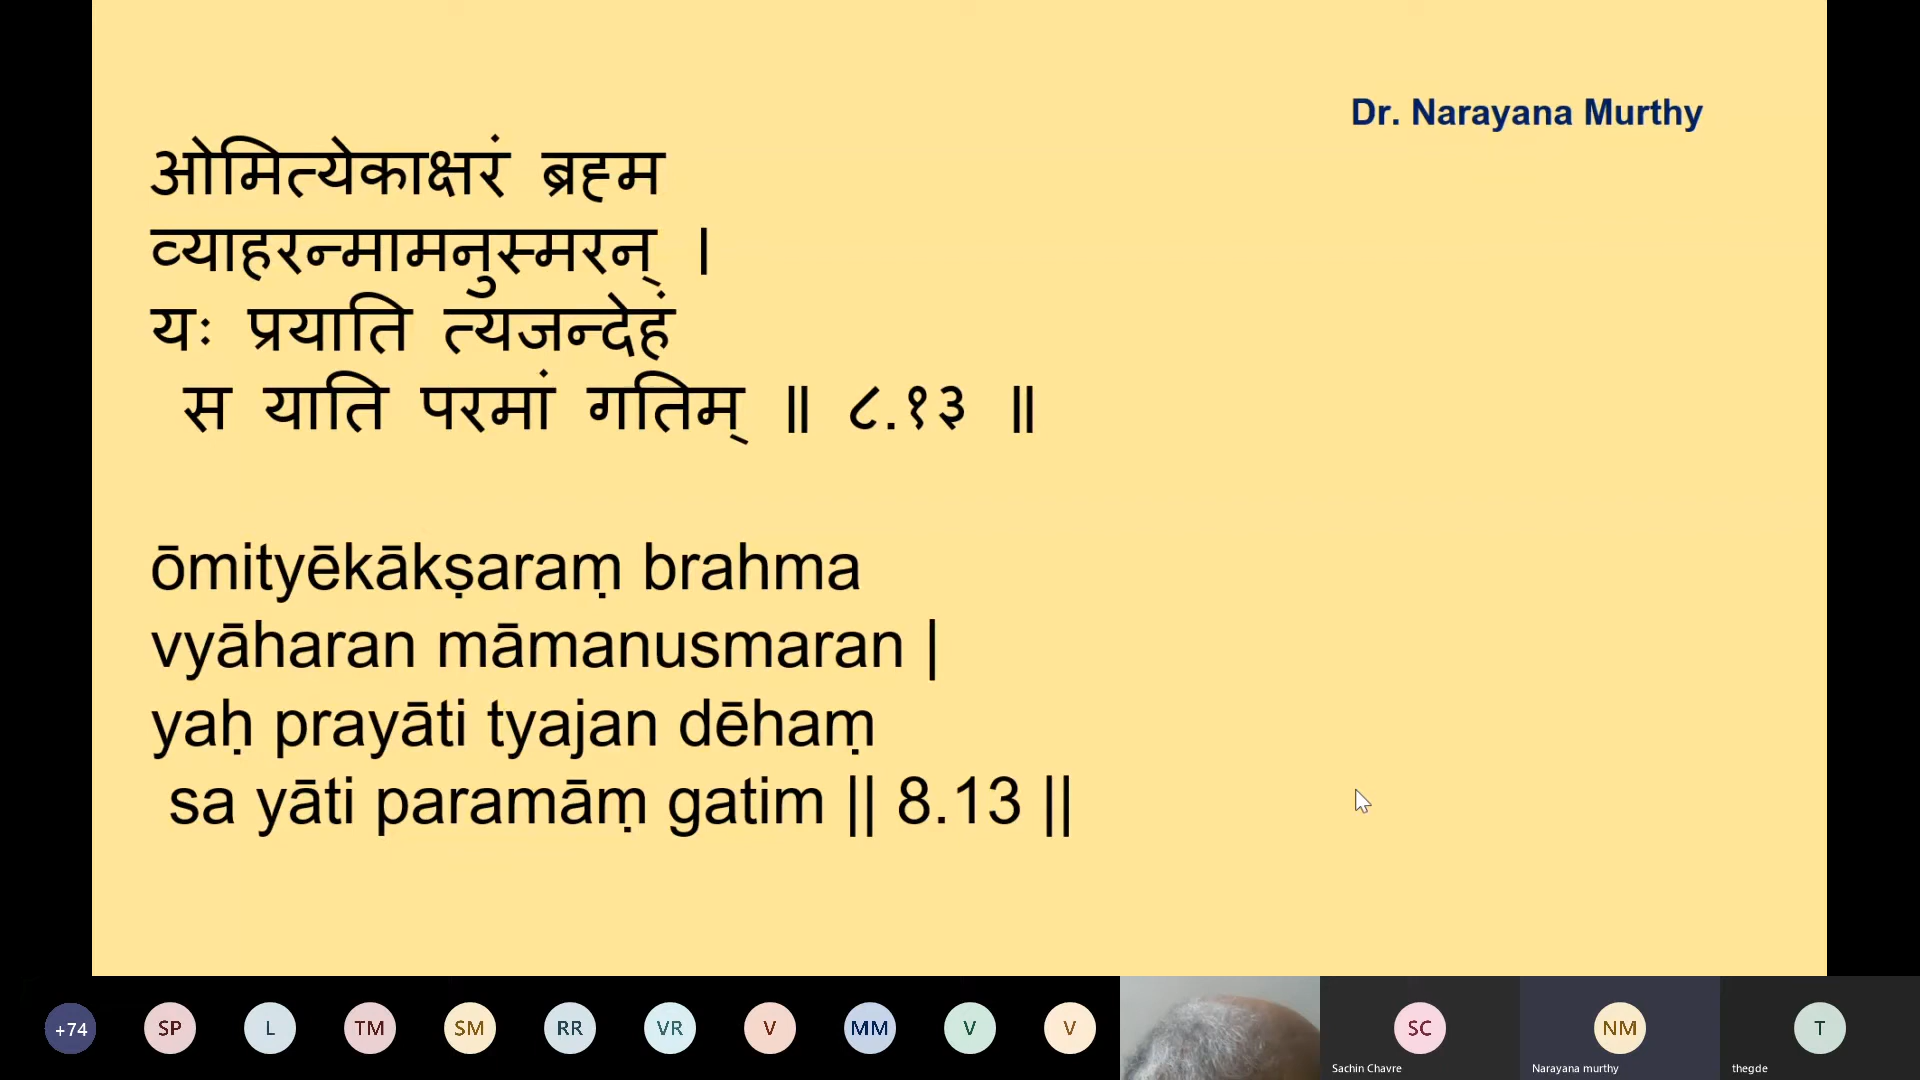 Dr. Narayana Murthy
ओमित्येकाक्षरं ब्रह्म
व्याहरन्मामनुस्मरन् ।
यः प्रयाति त्यजन्देहं
स याति परमां गतिम् ॥ ८.१३ ॥
ōmityēkākṣaraṃ brahma
vyāharan māmanusmaran |
yaḥ prayāti tyajan dēhaṃ
sa yāti paramāṃ gatim || 8.13 ||
+74 SP L TM SM RR VR V MM V V SC NM T
Sachin Chavre Narayana murthy thegde